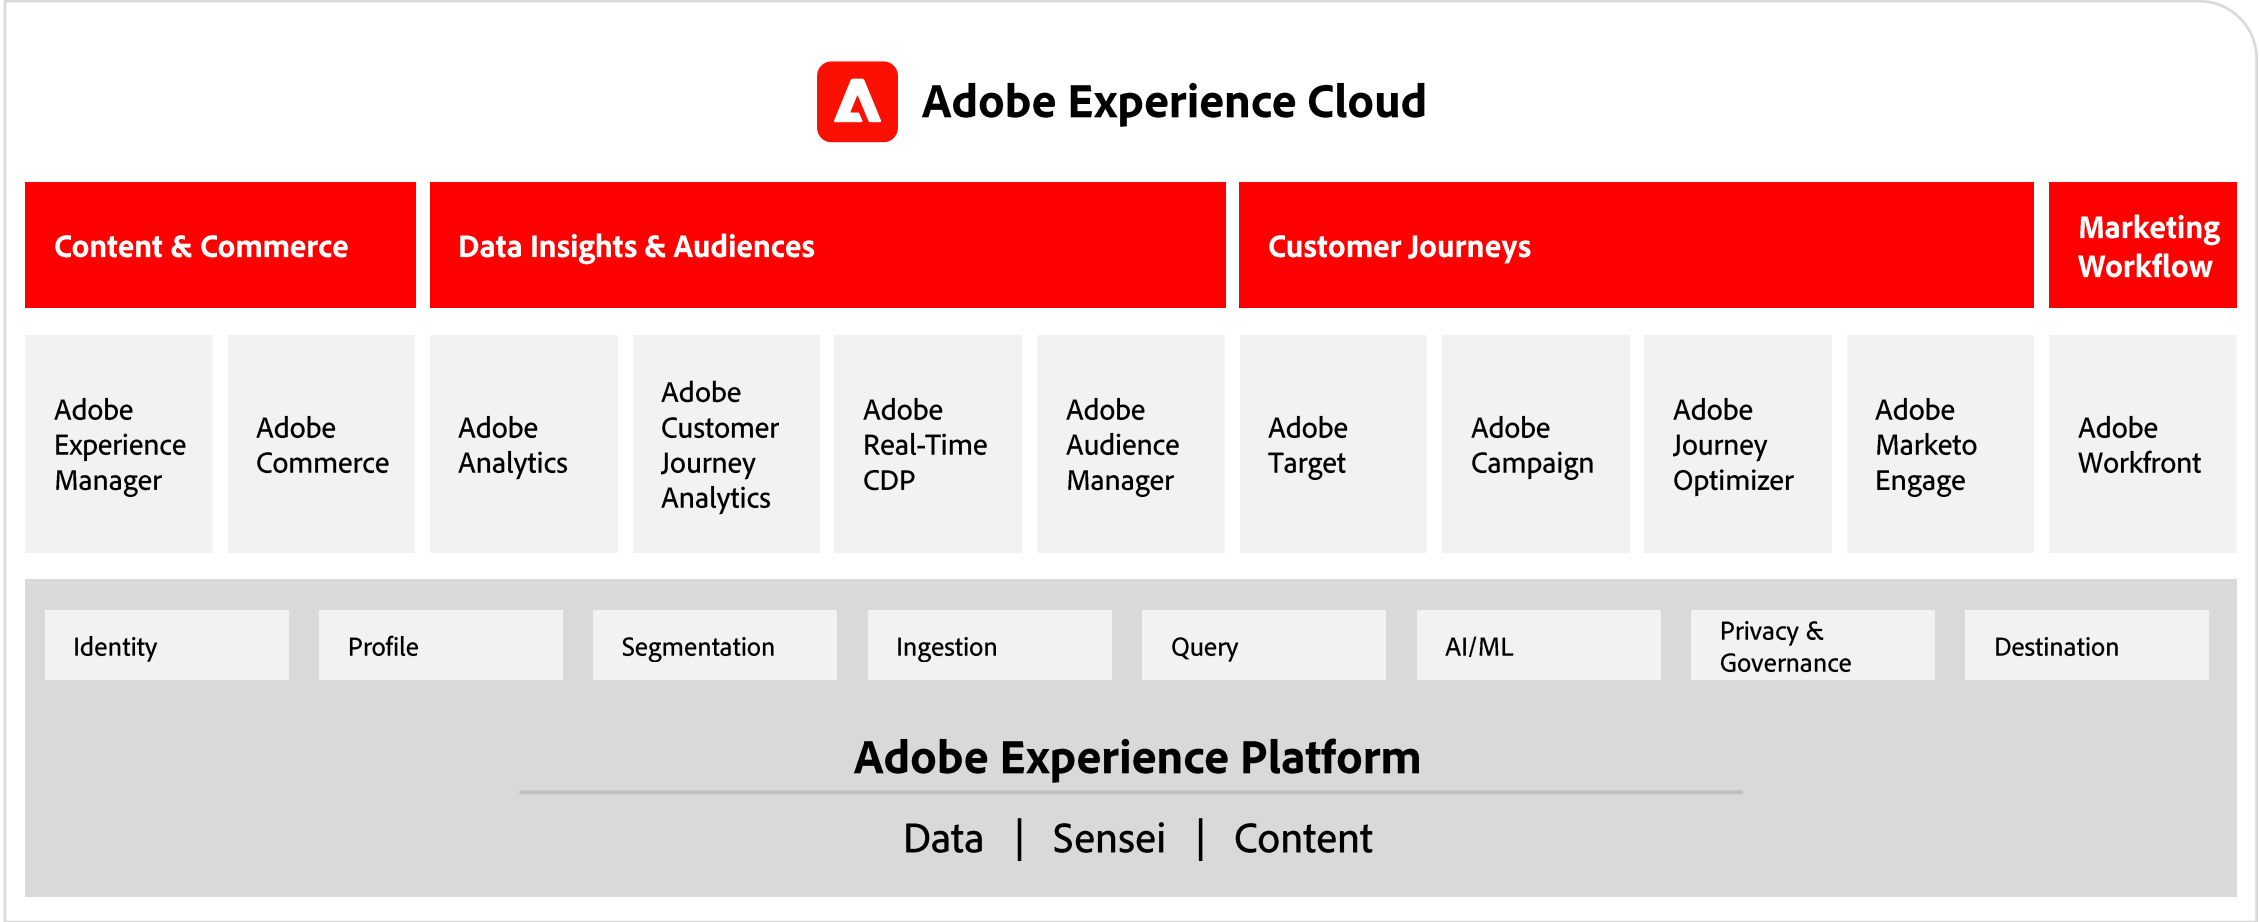 Adobe Experience Cloud
Content & Commerce
Data Insights & Audiences
Customer Journeys
Marketing
Workflow
Adobe
Experience
Manager
Adobe
Commerce
Adobe
Analytics
Adobe
Customer
Journey
Analytics
Adobe
Real-Time
CDP
Adobe
Audience
Manager
Adobe
Target
Adobe
Campaign
Adobe
Journey
Optimizer
Adobe
Marketo
Engage
Adobe
Workfront
Identity
Profile
Segmentation
Ingestion
Query
AI/ML
Privacy &
Governance
Destination
Adobe Experience Platform
Data | Sensei | Content